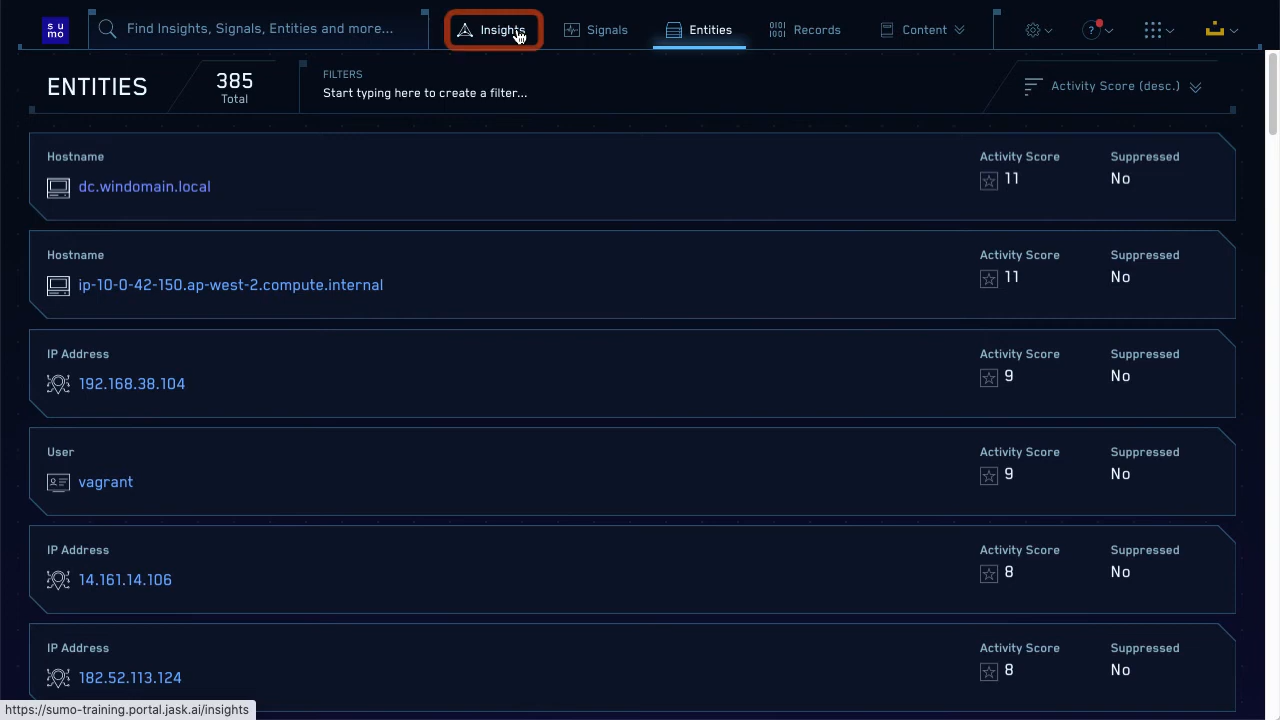 su
mo
Find Insights, Signals, Entities and more...
Insights
Signals
Entities
Records
Content
?
ENTITIES
385
Total
FILTERS
Start typing here to create a filter...
Activity Score (desc.)
Hostname
dc.windomain.local
Activity Score
11
Suppressed
No
Hostname
ip-10-0-42-150.ap-west-2.compute.internal
Activity Score
11
Suppressed
No
IP Address
192.168.38.104
Activity Score
9
Suppressed
No
User
vagrant
Activity Score
9
Suppressed
No
IP Address
14.161.14.106
Activity Score
8
Suppressed
No
IP Address
182.52.113.124
Activity Score
8
Suppressed
No
https://sumo-training.portal.jask.ai/insights